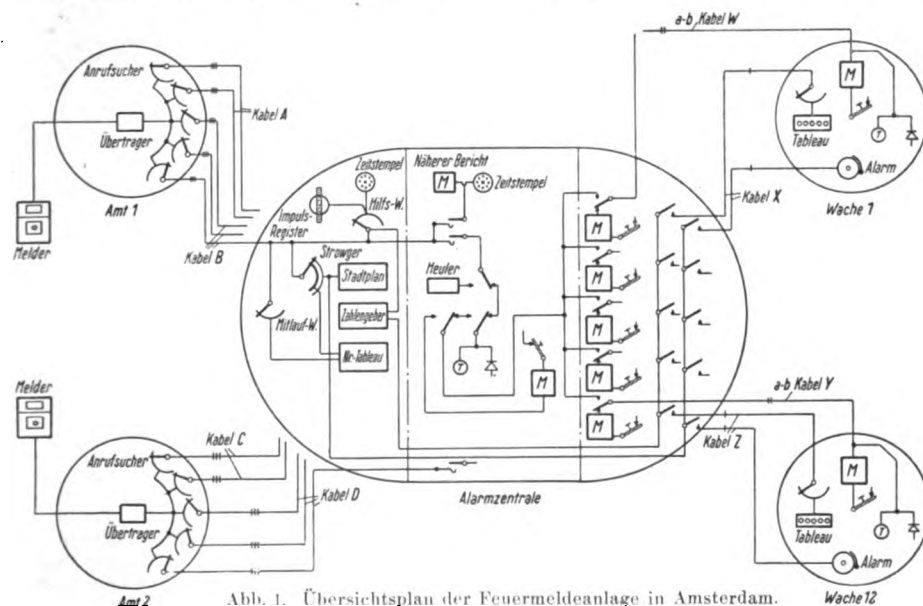 a-b Kabel W
Anrufsucher
Kabel A
Übertrager
Amt 1
Melder
Kabel B
M
T
Tableau
Alarm
Kabel X
Wache 1
Zeitstempel
Hilfs-W.
Impuls-
Register
Strowger
Stadtplan
Zahlengeber
Mitlauf-W.
Nr.-Tableau
Näherer Bericht
M
Zeitstempel
Heuler
T
M
M
M
M
M
M
Alarmzentrale
Melder
Anrufsucher
Kabel C
Übertrager
Kabel D
Amt 2
a-b Kabel Y
Kabel Z
M
T
Tableau
Alarm
Wache 12
Abb. 1. Übersichtsplan der Feuermeldeanlage in Amsterdam.